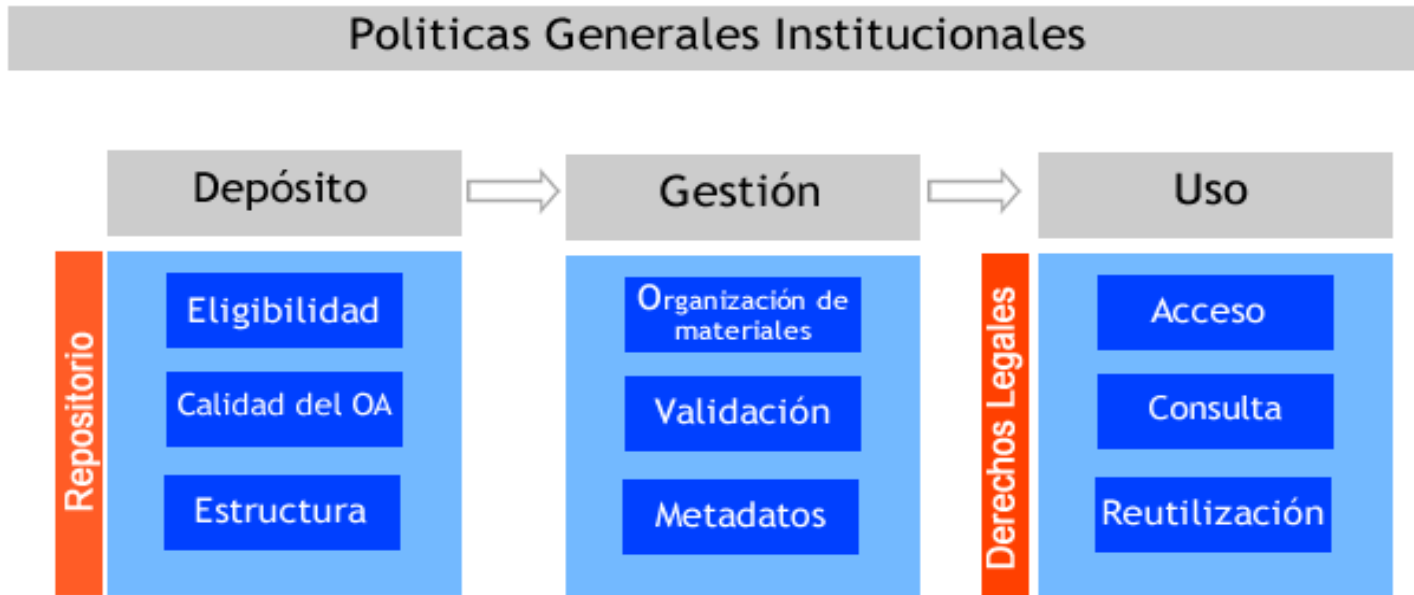 Politicas Generales Institucionales
Depósito
Gestión
Uso
Repositorio
Eligibilidad
Calidad del OA
Estructura
Organización de
materiales
Validación
Metadatos
Derechos Legales
Acceso
Consulta
Reutilización